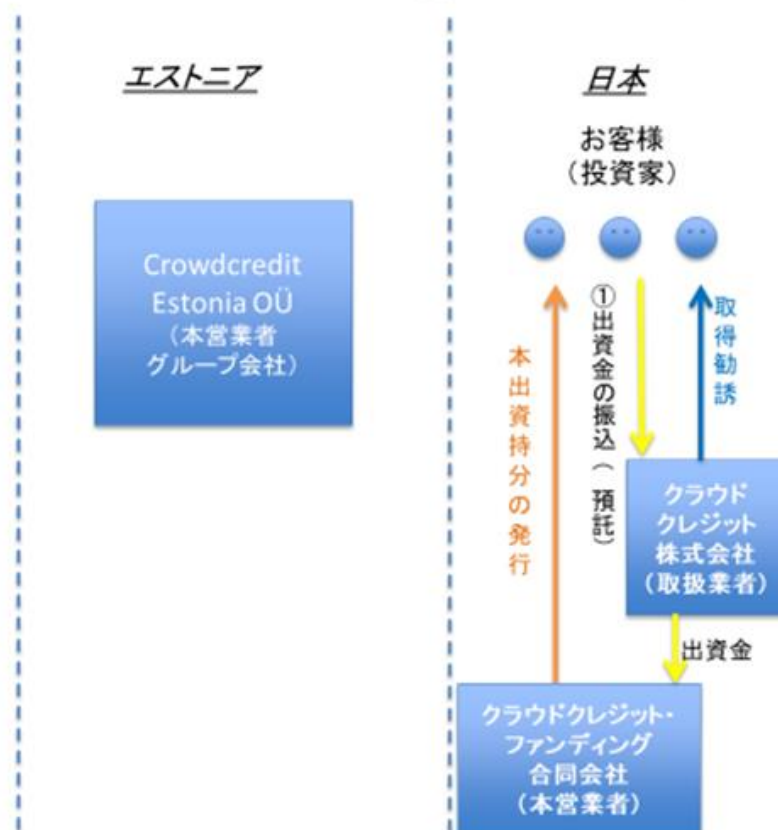 エストニア
Crowdcredit
Estonia OÜ
（本営業者
グループ会社）
日本
お客様
（投資家）
本出資持分の発行
①出資金の振込（預託）
取得勧誘
クラウド
クレジット
株式会社
（取扱業者）
出資金
クラウドクレジット・
ファンディング
合同会社
（本営業者）